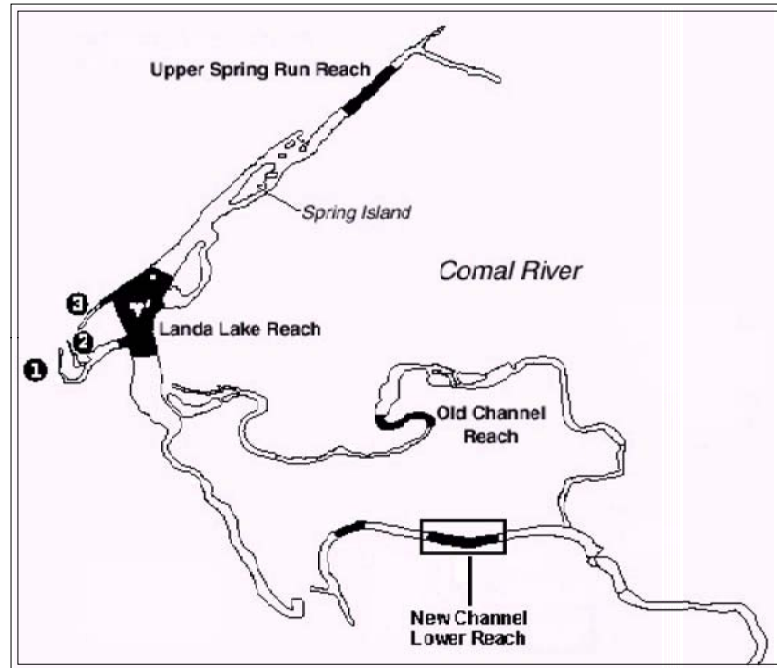 Upper Spring Run Reach
Spring Island
Comal River
3
Landa Lake Reach
2
1
Old Channel
Reach
New Channel
Lower Reach